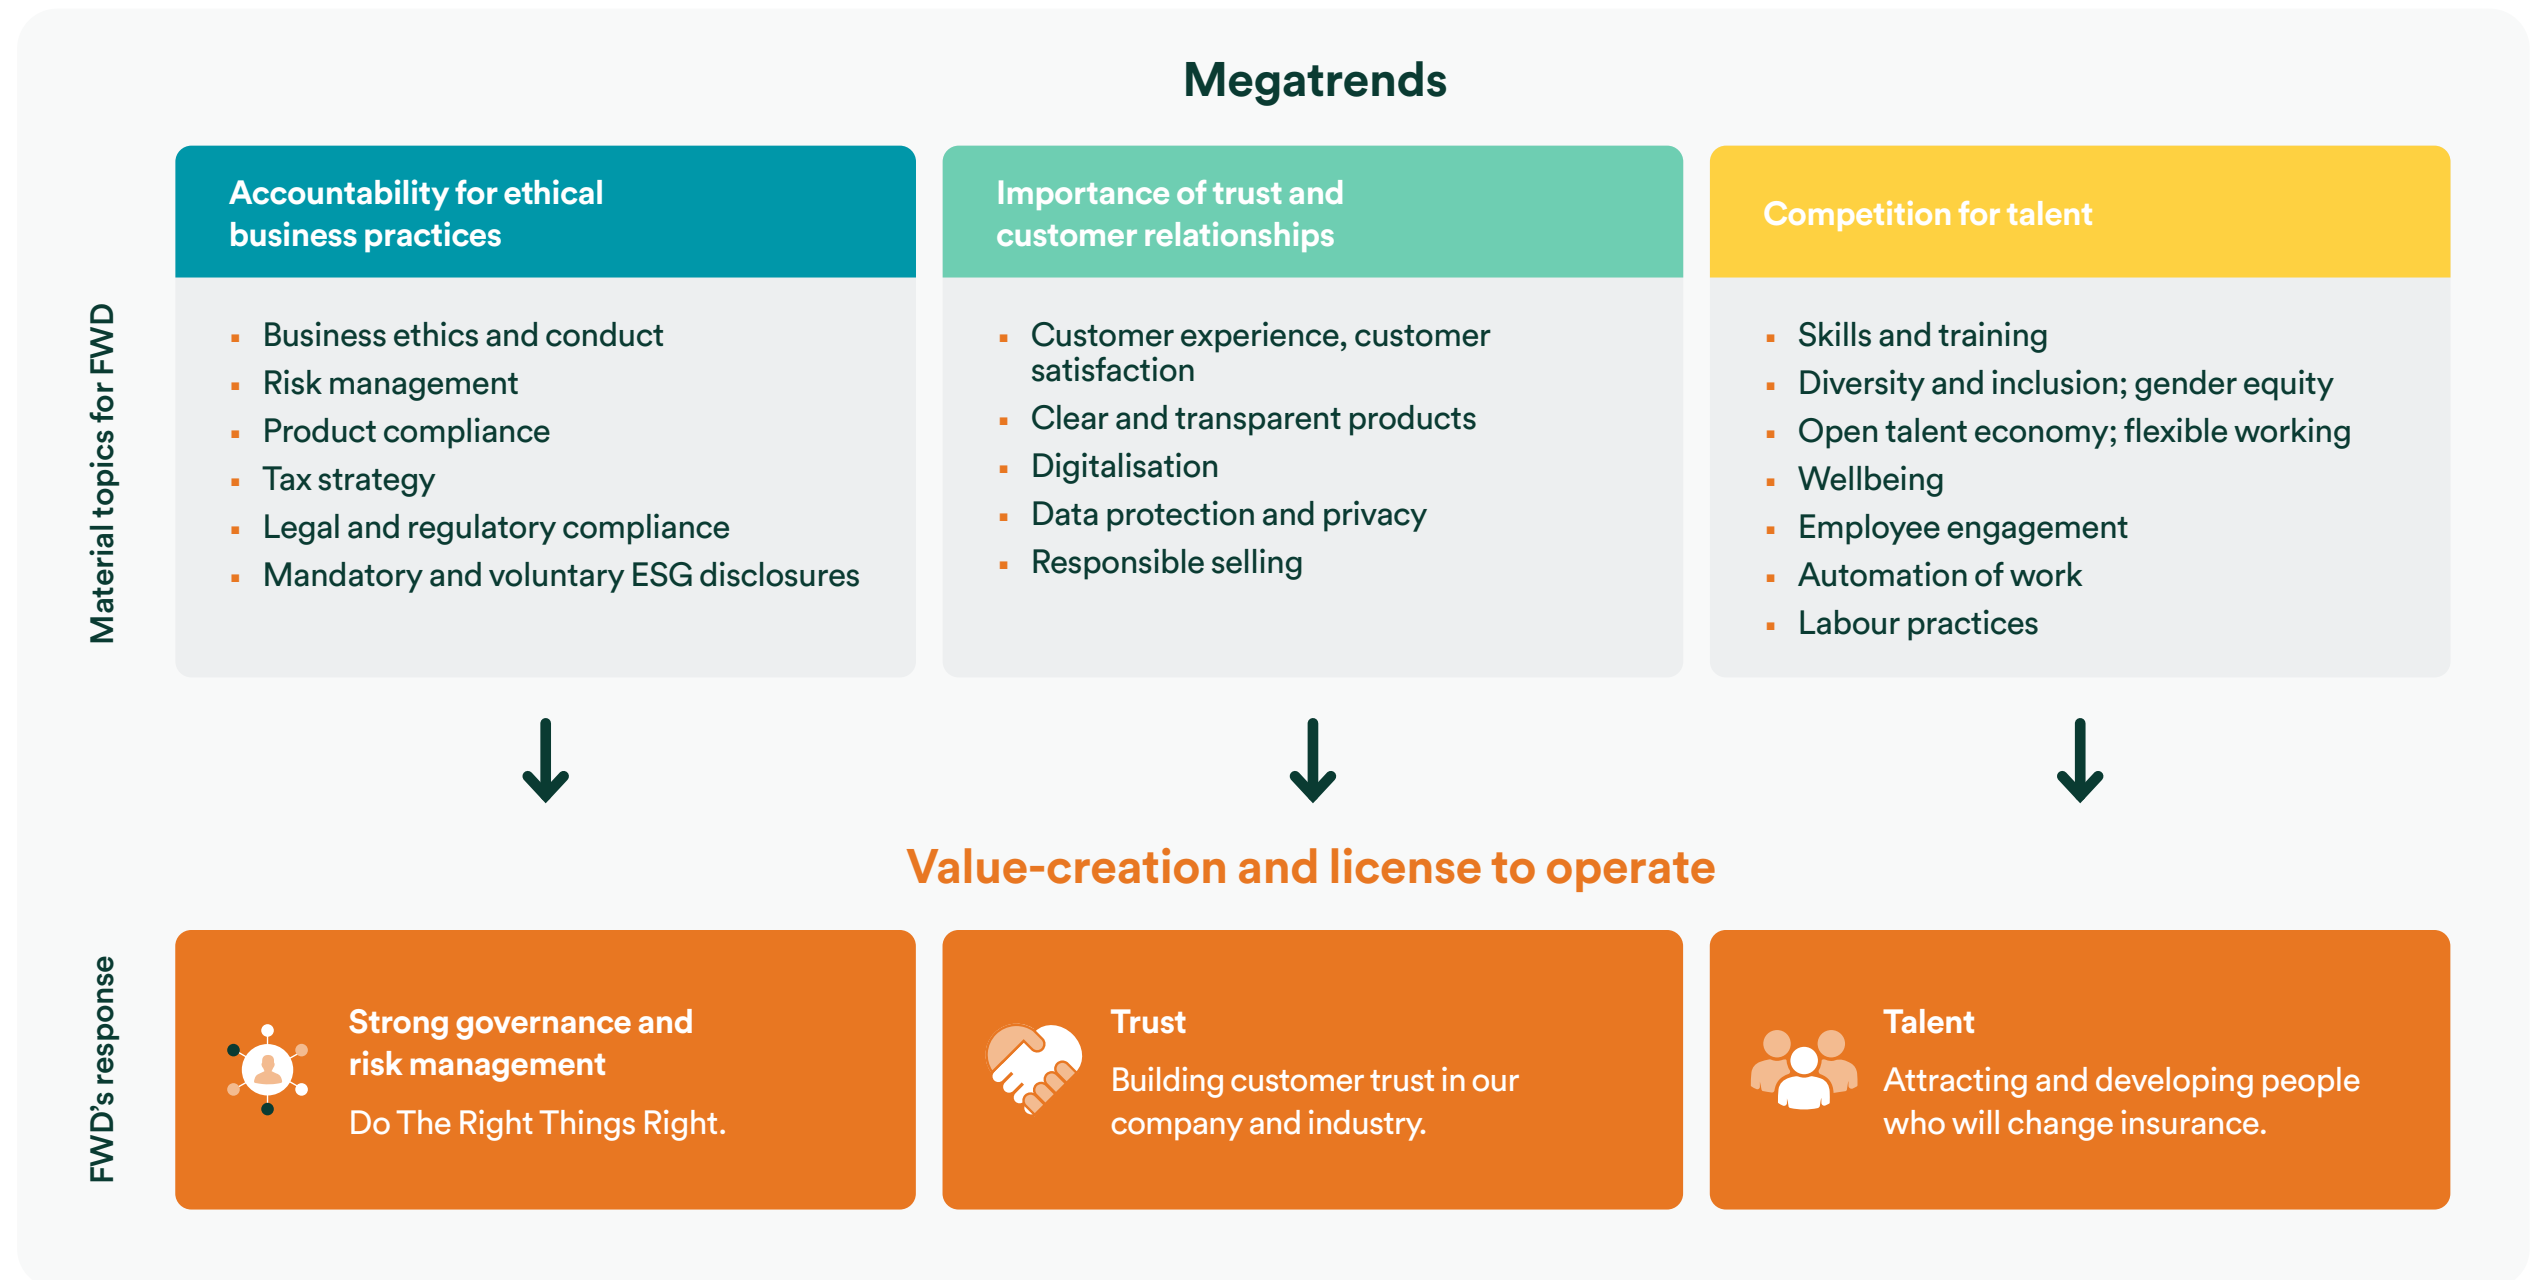 Megatrends
Accountability for ethical
business practices
Importance of trust and
customer relationships
Competition for talent
Material topics for FWD
Business ethics and conduct
Risk management
Product compliance
Tax strategy
Legal and regulatory compliance
Mandatory and voluntary ESG disclosures
Customer experience, customer
satisfaction
Clear and transparent products
Digitalisation
Data protection and privacy
Responsible selling
Skills and training
Diversity and inclusion; gender equity
Open talent economy; flexible working
Wellbeing
Employee engagement
Automation of work
Labour practices
Value-creation and license to operate
FWD's response
Strong governance and
risk management
Do The Right Things Right.
Trust
Building customer trust in our
company and industry.
Talent
Attracting and developing people
who will change insurance.